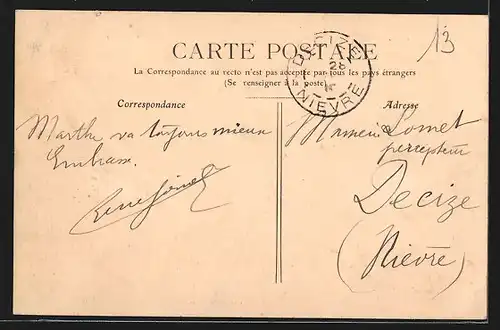 13
CARTE POSTALE
DECIZE
28
NIEVRE
La Correspondance au recto n'est pas acceptée par tous les pays étrangers
(Se renseigner à la poste)
Correspondance
Adresse
Marthe va toujours mieux
Embrasse
Monsieur Lomet
percepteur
Decize
(Nièvre)